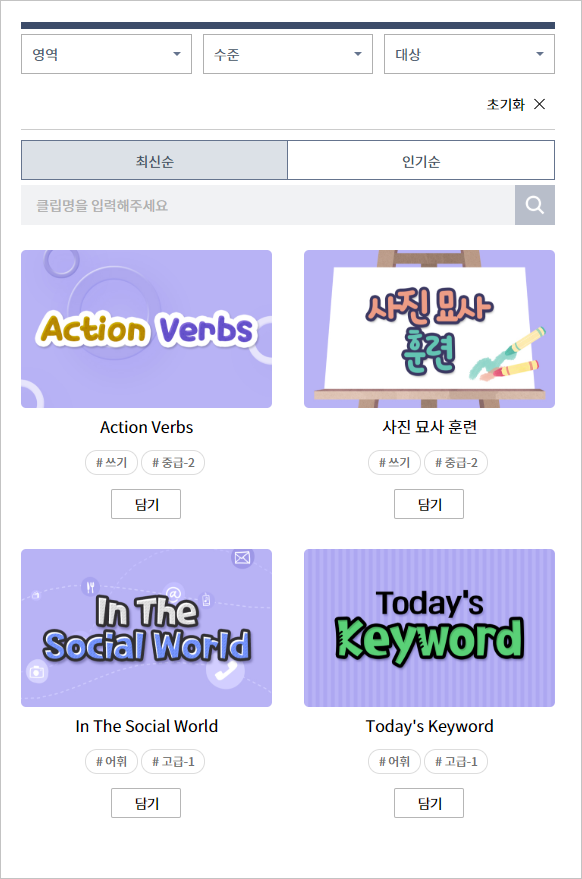 영역 수준 대상
초기화
최신순 인기순
클립명을 입력해주세요
Action Verbs
사진 묘사
훈련
Action Verbs 사진 묘사 훈련
# 쓰기 # 중급-2 # 쓰기 # 중급-2
담기 담기
In The
Social World
Today's
Keyword
In The Social World Today's Keyword
# 어휘 # 고급-1 # 어휘 # 고급-1
담기 담기